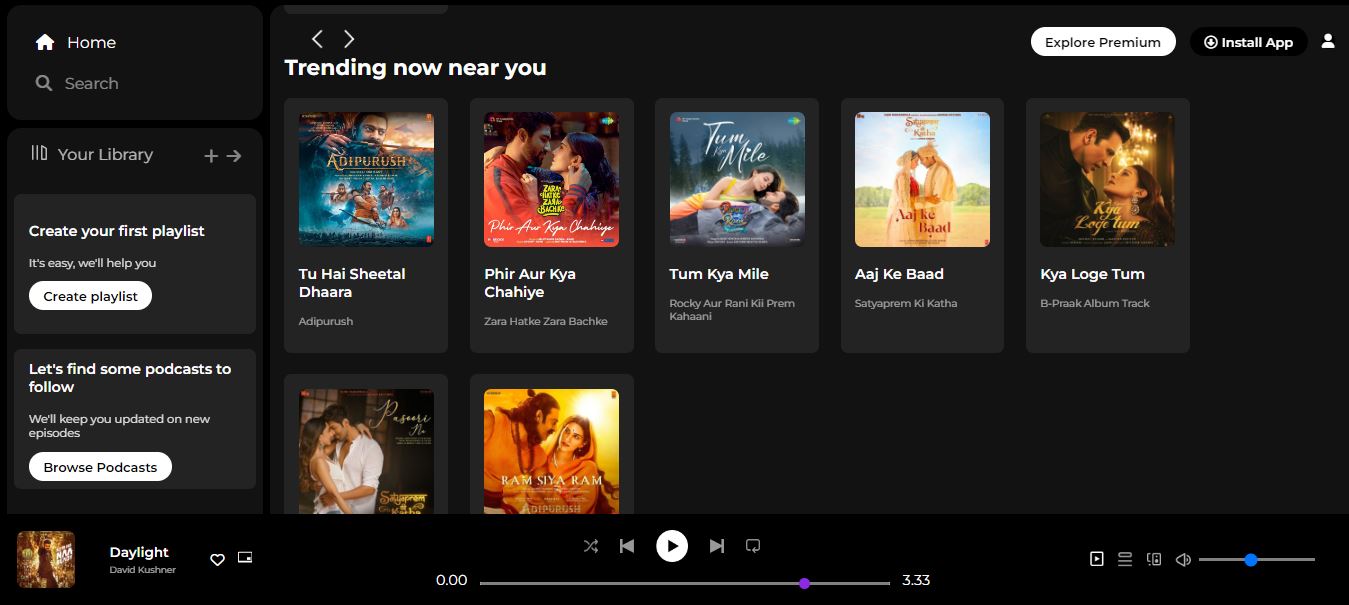 Home
Search
Your Library
Create your first playlist
It's easy, we'll help you
Create playlist
Let's find some podcasts to
follow
We'll keep you updated on new
episodes
Browse Podcasts
Explore Premium
Install App
Trending now near you
ADIPURUSH
Tu Hai Sheetal
Dhaara
Adipurush
ZARA
HATKE
ZARA
BACHKE
Phir Aur Kya Chahiye
Phir Aur Kya
Chahiye
Zara Hatke Zara Bachke
Tum
Kya
Mile
Tum Kya Mile
Rocky Aur Rani Kii Prem
Kahaani
Satyaprem
Ki
Katha
Aaj ke
Baad
Aaj Ke Baad
Satyaprem Ki Katha
Kya
Loge tum
Kya Loge Tum
B-Praak Album Track
Pasoori
Nu
Satyaprem
Ki
Katha
RAM SIYA RAM
ADIPURUSH
Daylight
David Kushner
0.00
3.33